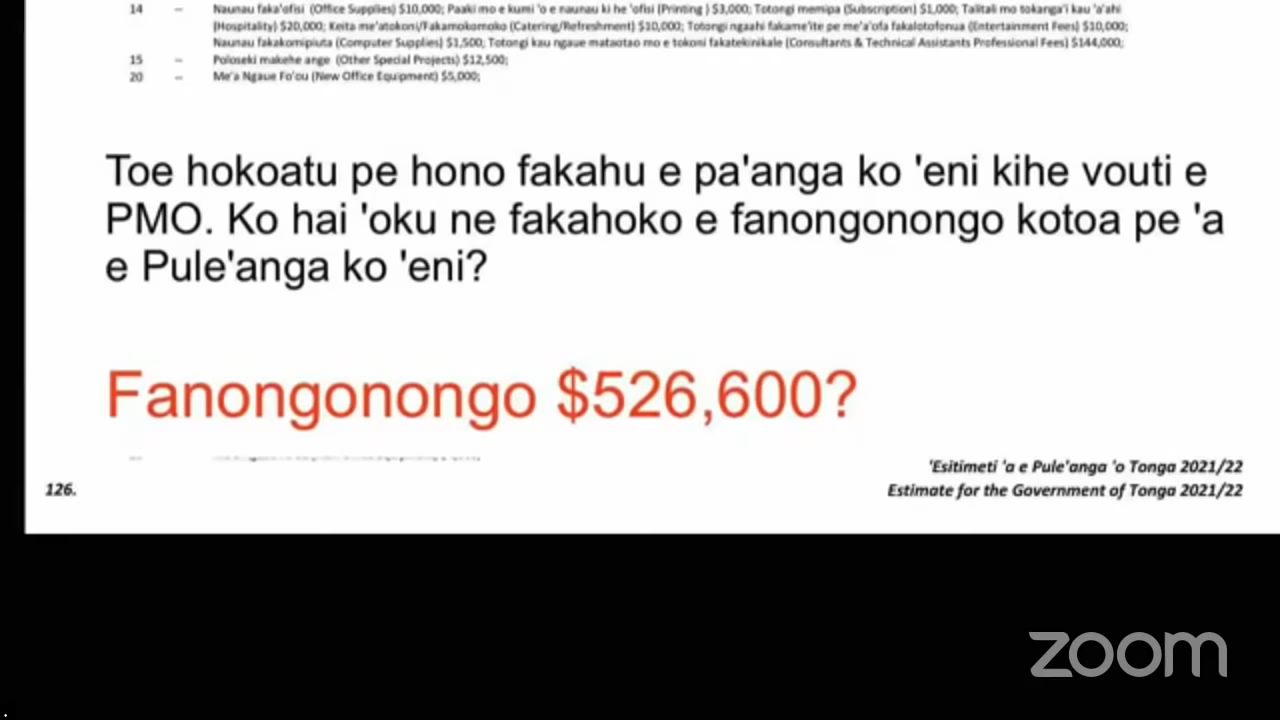 14 – Naunau faka'ofisi (Office Supplies) $10,000; Paaki mo e kumi 'o e naunau ki he 'ofisi (Printing ) $3,000; Totongi memipa (Subscription) $1,000; Talitali mo tokanga'i kau 'a'ahi
(Hospitality) $20,000; Keita me'atokoni/Fakamokomoko (Catering/Refreshment) $10,000; Totongi ngaahi fakame'ite pe me'a'ofa fakalotofonua (Entertainment Fees) $10,000;
Naunau fakakomipiuta (Computer Supplies) $1,500; Totongi kau ngaue mataotao mo e tokoni fakatekinikale (Consultants & Technical Assistants Professional Fees) $144,000;
15 – Poloseki makehe ange (Other Special Projects) $12,500;
20 – Me'a Ngaue Fo'ou (New Office Equipment) $5,000;
Toe hokoatu pe hono fakahu e pa'anga ko 'eni kihe vouti e
PMO. Ko hai 'oku ne fakahoko e fanongonongo kotoa pe 'a
e Pule'anga ko 'eni?
Fanongonongo $526,600?
'Esitimeti 'a e Pule'anga 'o Tonga 2021/22
126. Estimate for the Government of Tonga 2021/22
zoom